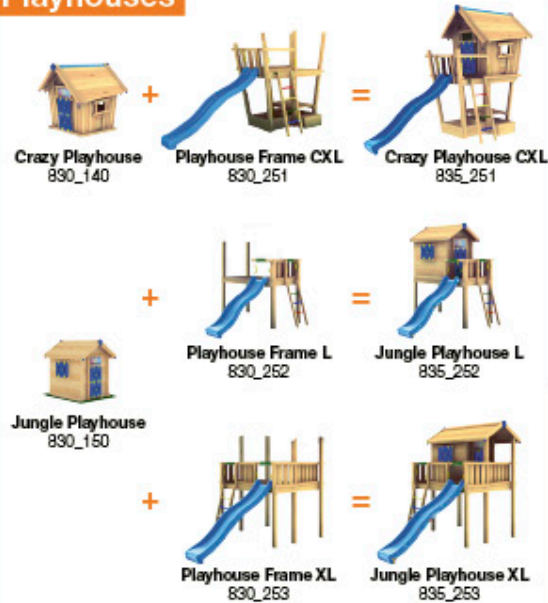 Playhouses
+
=
Crazy Playhouse
830_140
Playhouse Frame CXL
830_251
Crazy Playhouse CXL
835_251
+
=
Playhouse Frame L
830_252
Jungle Playhouse L
835_252
Jungle Playhouse
830_150
+
=
Playhouse Frame XL
830_253
Jungle Playhouse XL
835_253